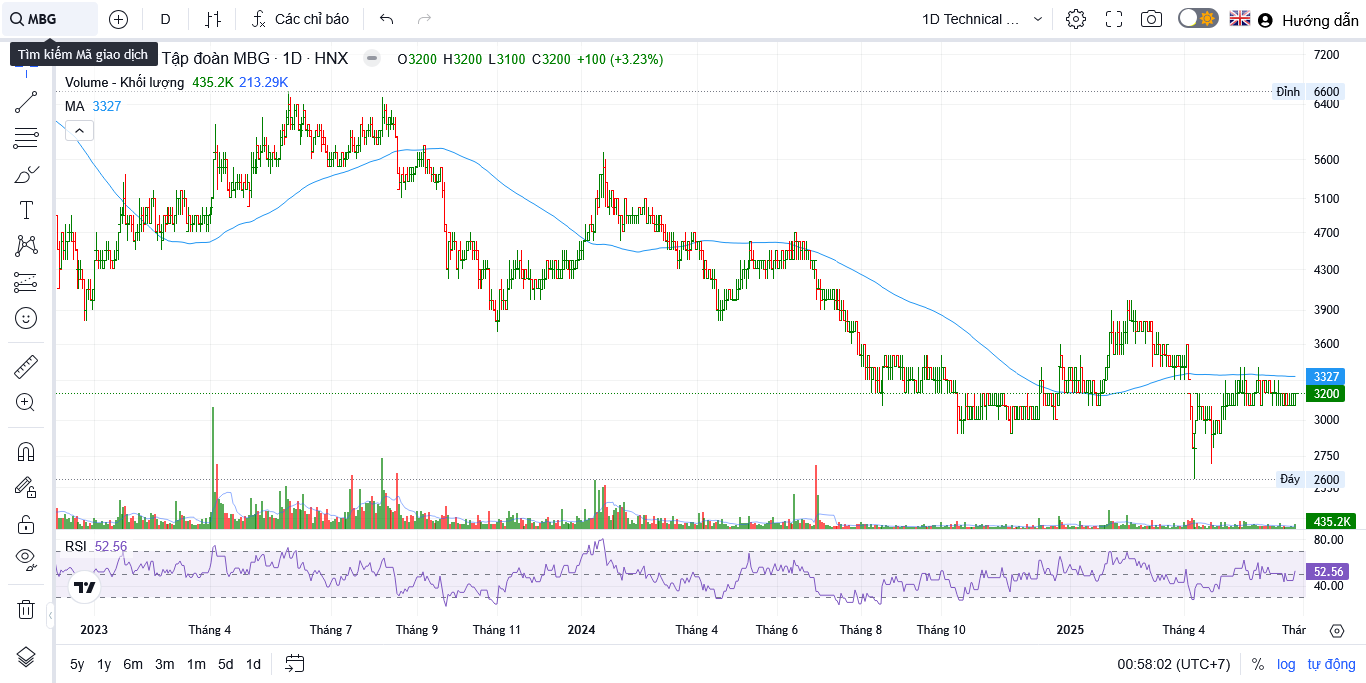 MBG
D
Các chỉ báo
1D Technical ...
Hướng dẫn
Tìm kiếm Mã giao dịch
Tập đoàn MBG · 1D · HNX
O3200 H3200 L3100 C3200 +100 (+3.23%)
Volume - Khối lượng 435.2K 213.29K
MA 3327
7200
Đỉnh 6600
6400
5600
5100
4700
4300
3900
3600
3327
3200
3000
2750
Đáy 2600
2550
435.2K
RSI 52.56
80.00
52.56
40.00
2023 Tháng 4 Tháng 7 Tháng 9 Tháng 11 2024 Tháng 4 Tháng 6 Tháng 8 Tháng 10 2025 Tháng 4 Thár
5y 1y 6m 3m 1m 5d 1d
00:58:02 (UTC+7) % log tự động